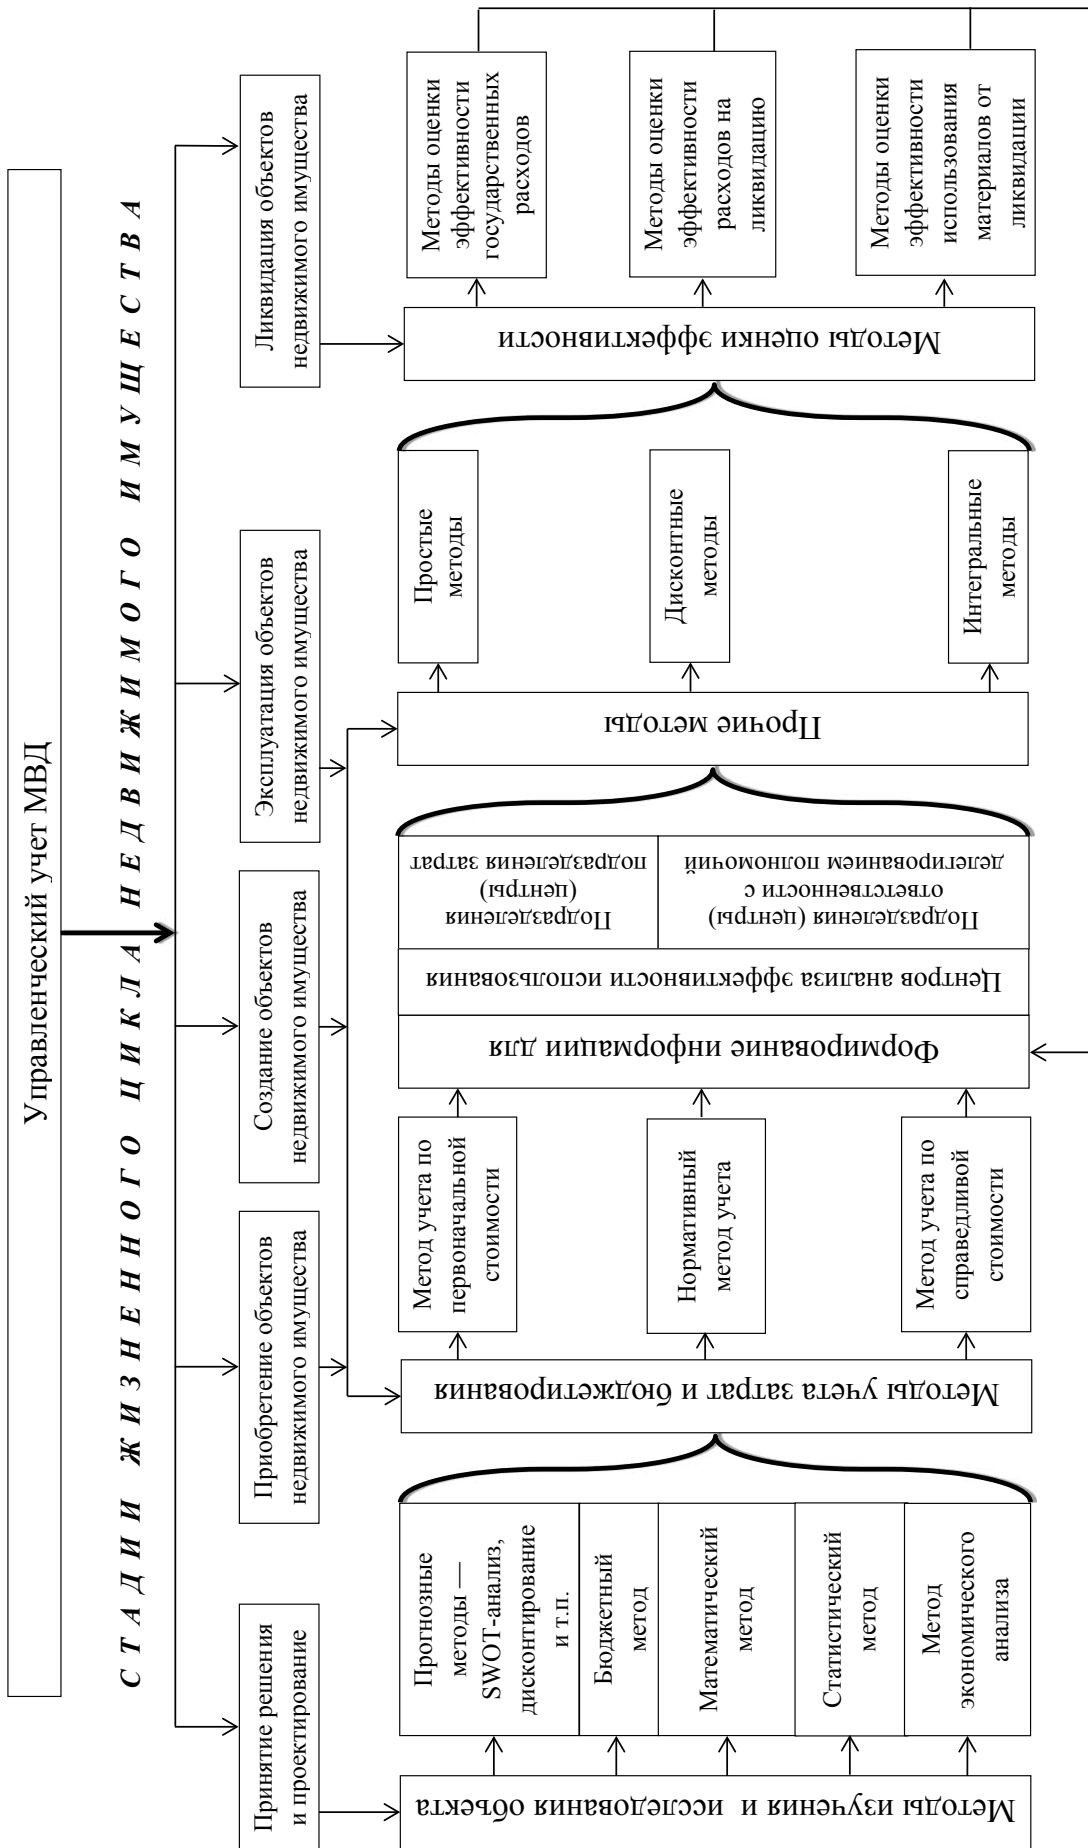 Управленческий учет МВД
СТАДИИ ЖИЗНЕННОГО ЦИКЛА НЕДВИЖИМОГО ИМУЩЕСТВА
Принятие решения
и проектирование
Приобретение объектов
недвижимого имущества
Создание объектов
недвижимого имущества
Эксплуатация объектов
недвижимого имущества
Ликвидация объектов
недвижимого имущества
Методы изучения и исследования объекта
Прогнозные
методы —
SWOT-анализ,
дисконтирование
и т.п.
Бюджетный
метод
Математический
метод
Статистический
метод
Метод
экономического
анализа
Методы учета затрат и бюджетирования
Метод учета по
первоначальной
стоимости
Нормативный
метод учета
Метод учета по
справедливой
стоимости
Формирование информации для
Центров анализа эффективности использования
Подразделения
(центры)
подразделения затрат
Подразделения (центры)
ответственности с
делегированием полномочий
Прочие методы
Простые
методы
Дисконтные
методы
Интегральные
методы
Методы оценки эффективности
Методы оценки
эффективности
государственных
расходов
Методы оценки
эффективности
расходов на
ликвидацию
Методы оценки
эффективности
использования
материалов от
ликвидации